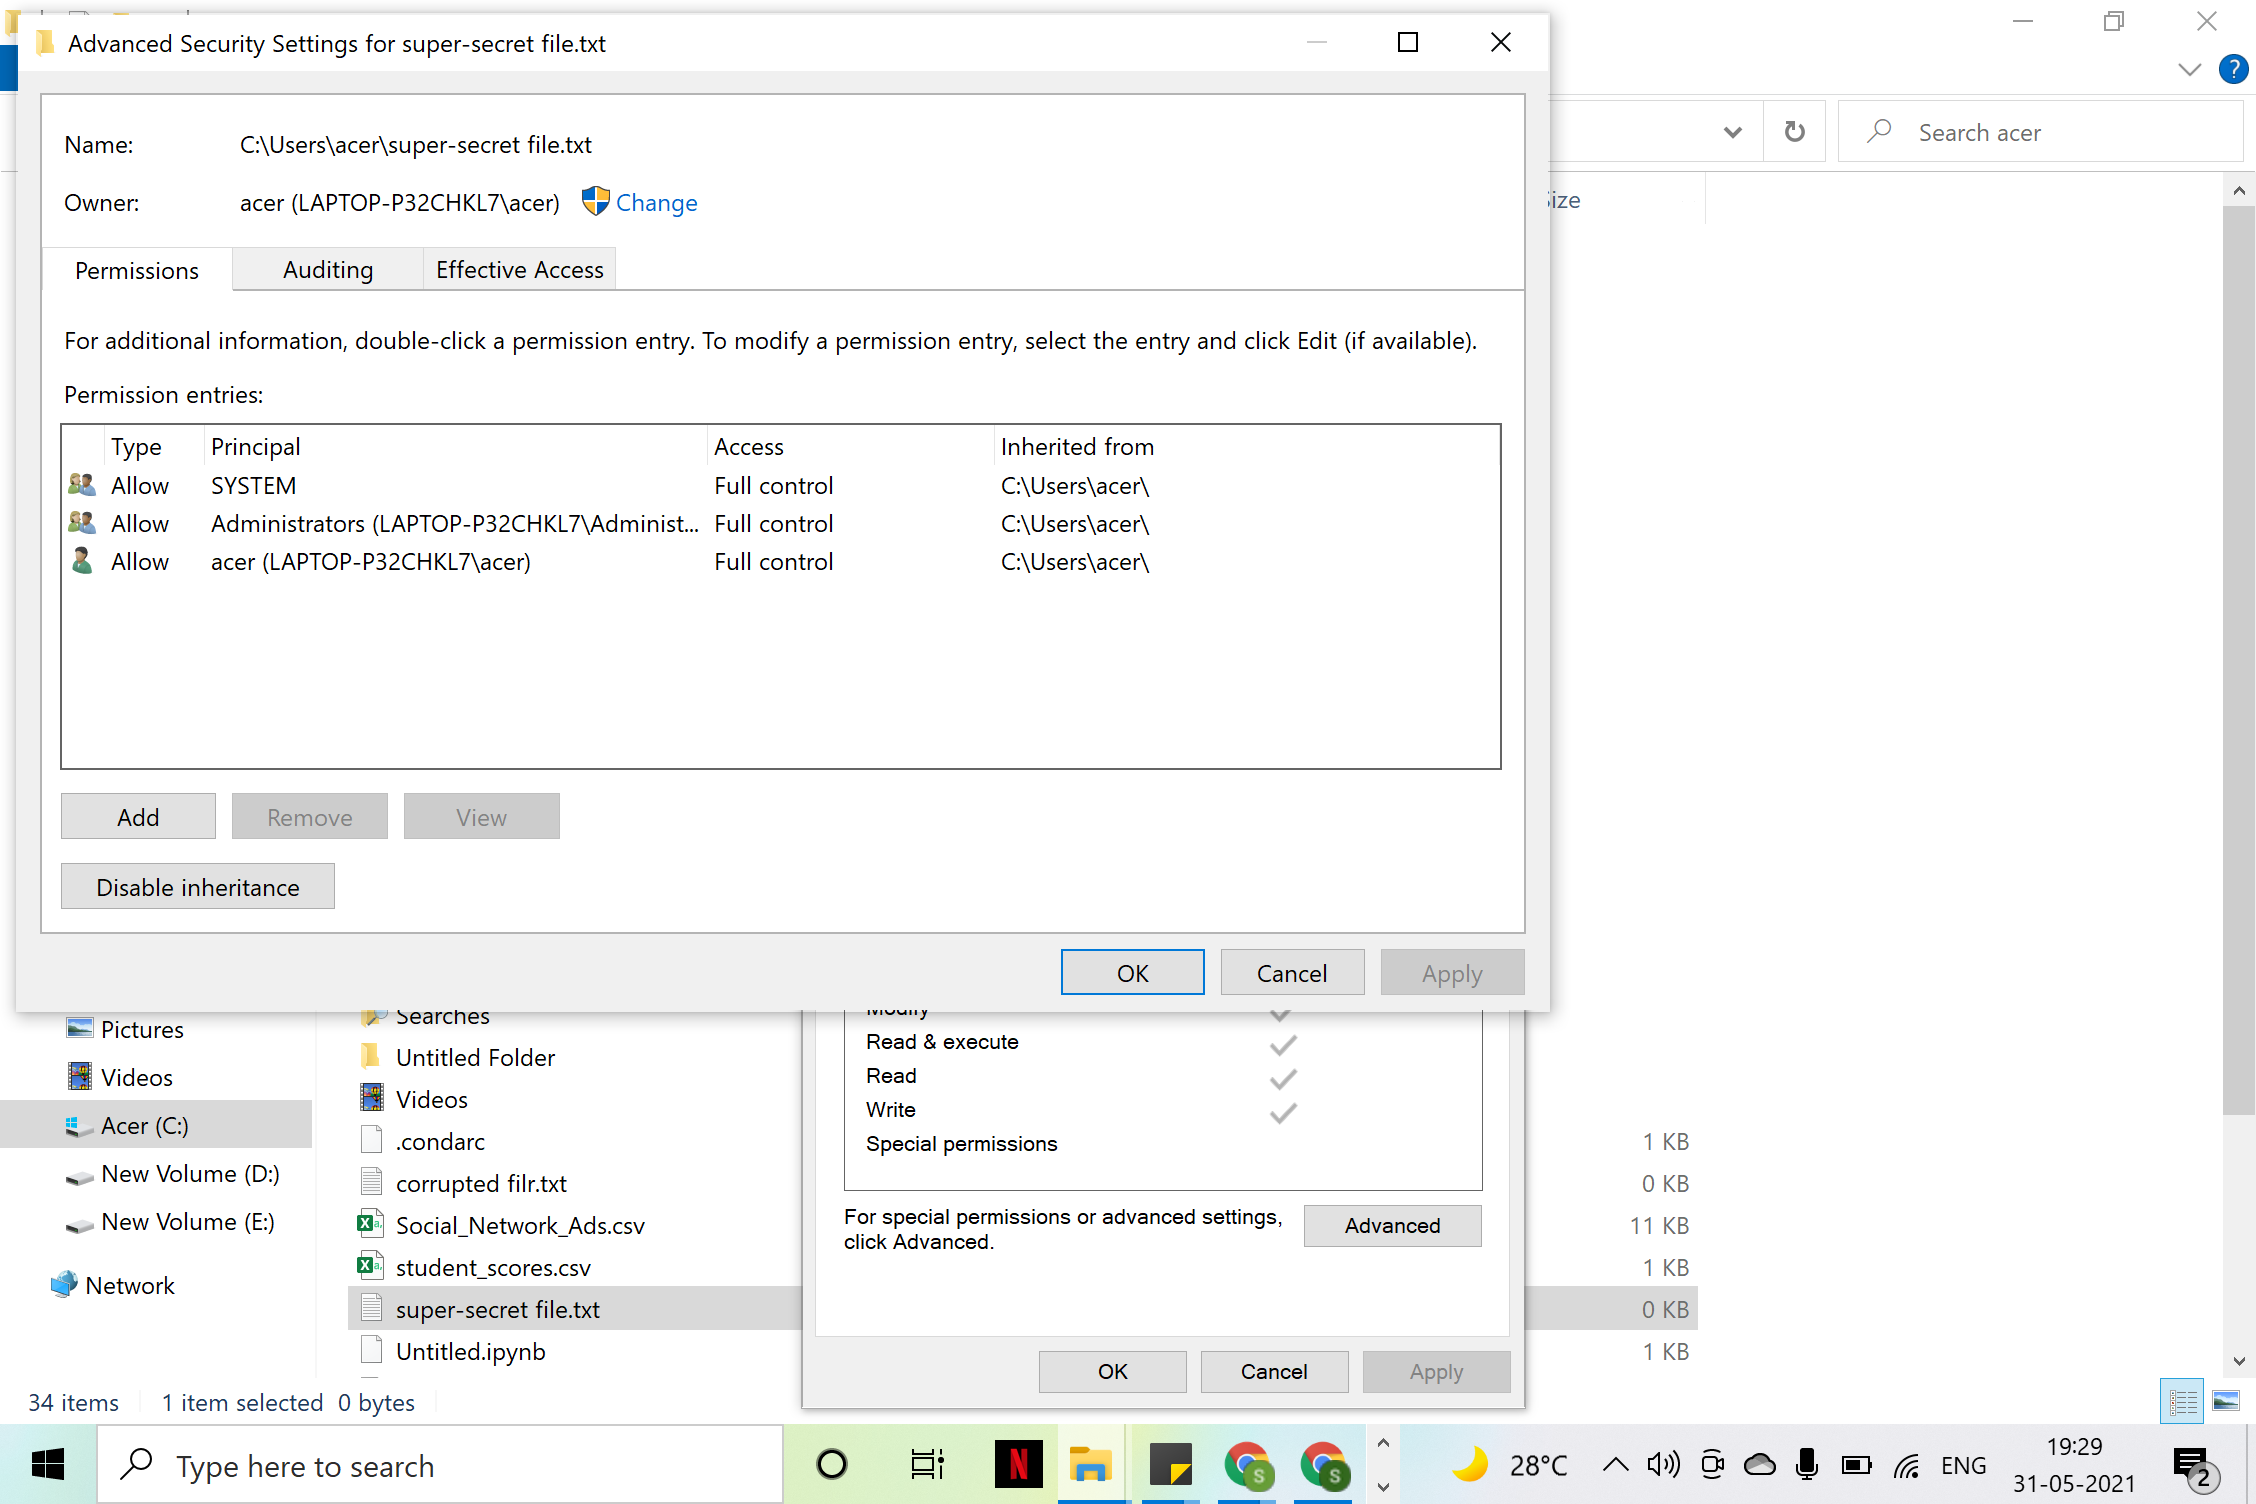 Advanced Security Settings for super-secret file.txt
Name: C:\Users\acer\super-secret file.txt
Owner: acer (LAPTOP-P32CHKL7\acer) Change
Permissions Auditing Effective Access
For additional information, double-click a permission entry. To modify a permission entry, select the entry and click Edit (if available).
Permission entries:
Type Principal Access Inherited from
Allow SYSTEM Full control C:\Users\acer\
Allow Administrators (LAPTOP-P32CHKL7\Administ... Full control C:\Users\acer\
Allow acer (LAPTOP-P32CHKL7\acer) Full control C:\Users\acer\
Add Remove View
Disable inheritance
OK Cancel Apply
?
Search acer
Size
Pictures
Videos
Acer (C:)
New Volume (D:)
New Volume (E:)
Network
Searches
Untitled Folder
Videos
.condarc 1 KB
corrupted filr.txt 0 KB
Social_Network_Ads.csv 11 KB
student_scores.csv 1 KB
super-secret file.txt 0 KB
Untitled.ipynb 1 KB
Modify
Read & execute
Read
Write
Special permissions
For special permissions or advanced settings,
click Advanced.
Advanced
OK Cancel Apply
34 items 1 item selected 0 bytes
Type here to search
N
S
S
28°C
ENG
19:29
31-05-2021
2